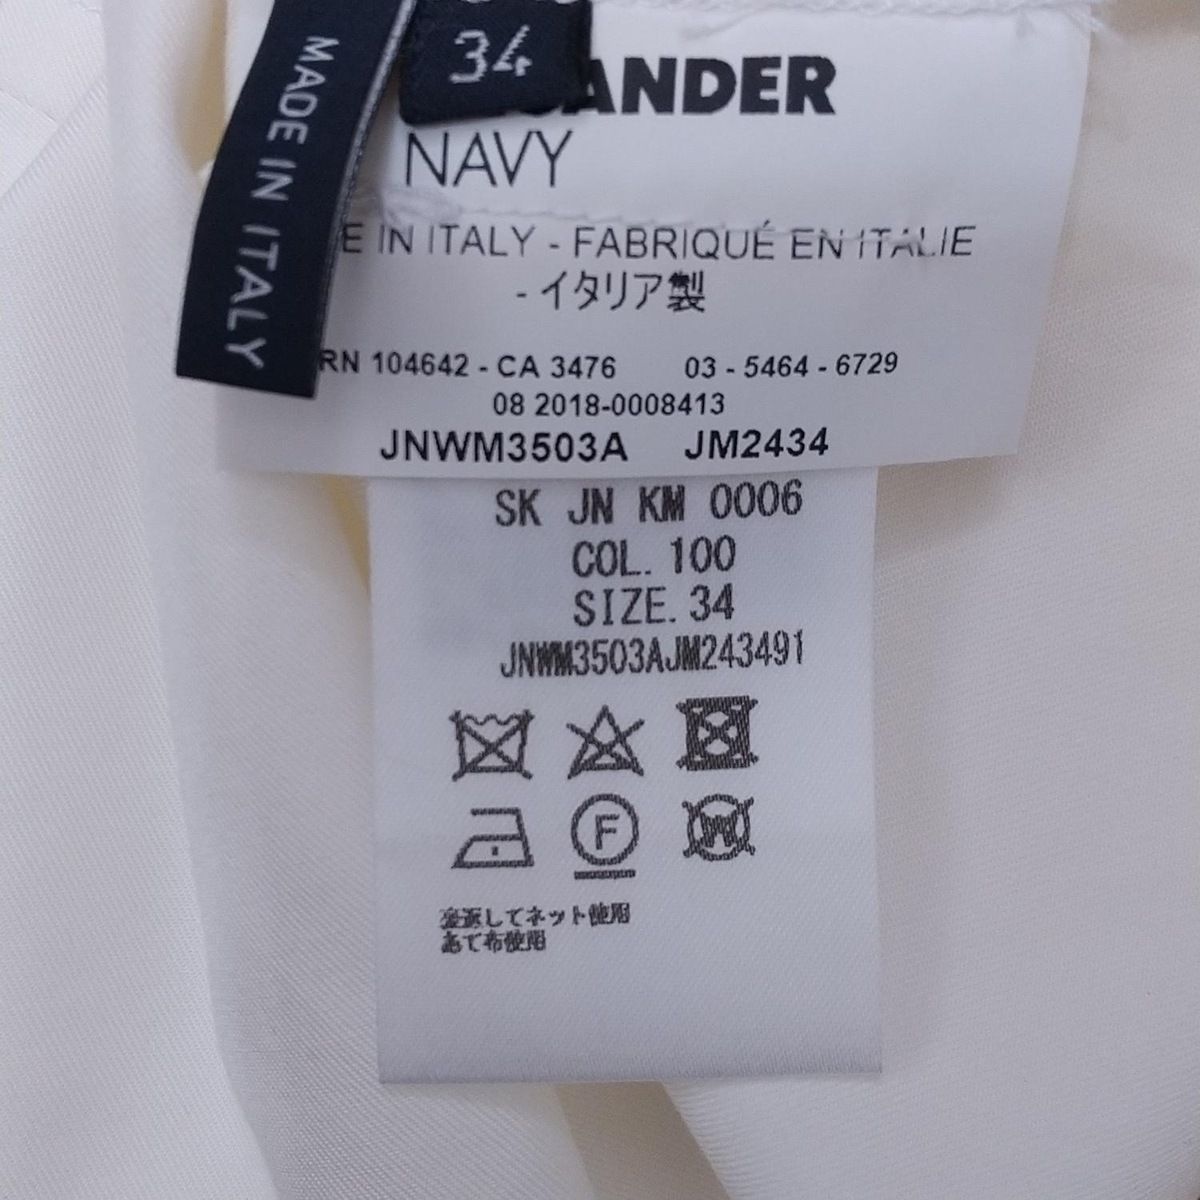 MADE IN ITALY
34
SANDER
NAVY
E IN ITALY - FABRIQUÉ EN ITALIE
- イタリア製
RN 104642 - CA 3476 03 - 5464 - 6729
08 2018-0008413
JNWM3503A JM2434
SK JN KM 0006
COL. 100
SIZE. 34
JNWM3503AJM243491
F
W
裏返してネット使用
あて布使用